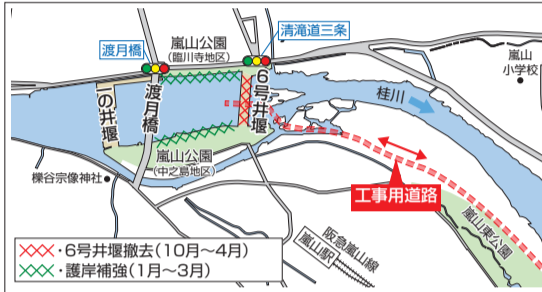 渡月橋
嵐山公園
(臨川寺地区)
清滝道三条
嵐山
小学校
一の井堰
渡月橋
6号井堰
桂川
嵐山公園
(中之島地区)
櫟谷宗像神社
工事用道路
嵐山東公園
阪急嵐山線
嵐山駅
・6号井堰撤去(10月～4月)
・護岸補強(1月～3月)